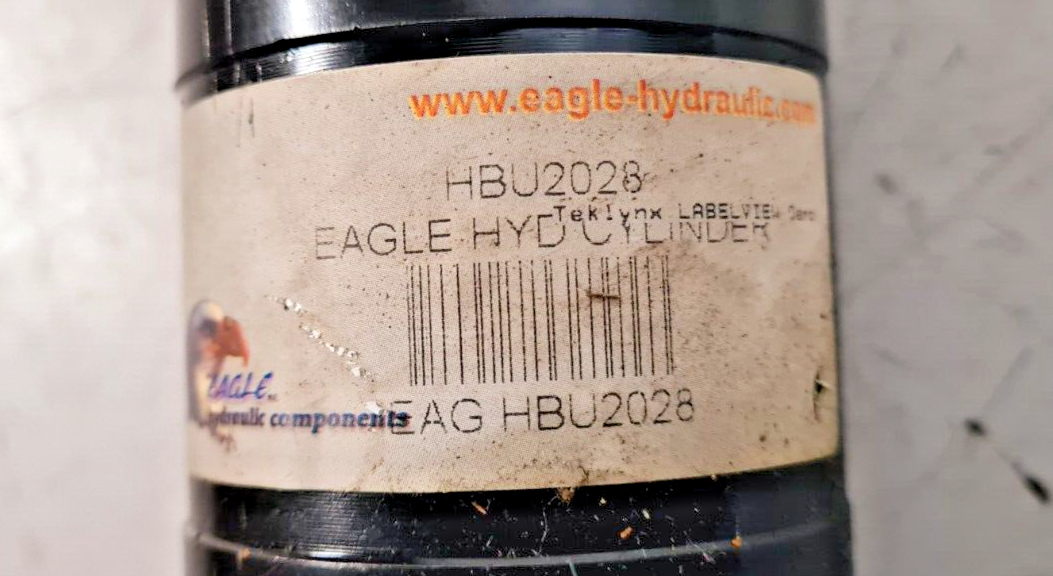 www.eagle-hydraulic.com
HBU2028
Teklynx LABELVIEW Demo
EAGLE HYD CYLINDER
EAGLE
hydraulic components
EAG HBU2028